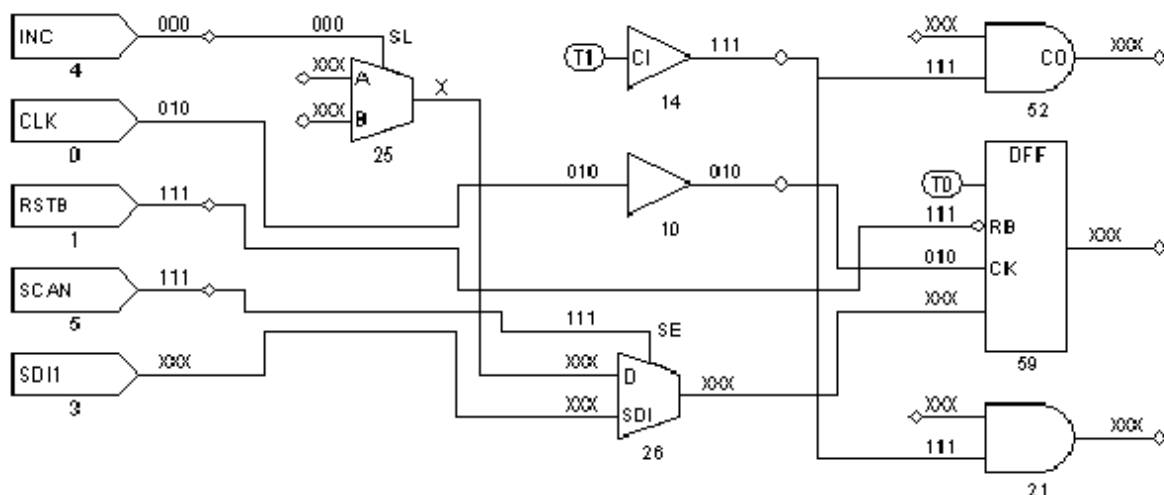 INC
000
4
000
SL
XXX
A
XXX
B
X
25
CLK
010
0
RSTB
111
1
SCAN
111
5
111
SE
SDI1
XXX
3
XXX
D
XXX
SDI
XXX
26
T1
CI
111
14
010
010
10
XXX
111
CO
XXX
52
DFF
T0
111
RB
010
CLK
XXX
XXX
59
XXX
111
XXX
21